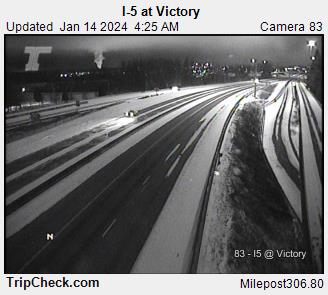 I-5 at Victory
Updated  Jan 14 2024  4:25 AM
Camera 83
T
N
83 - I5 @ Victory
TripCheck.com
Milepost306.80